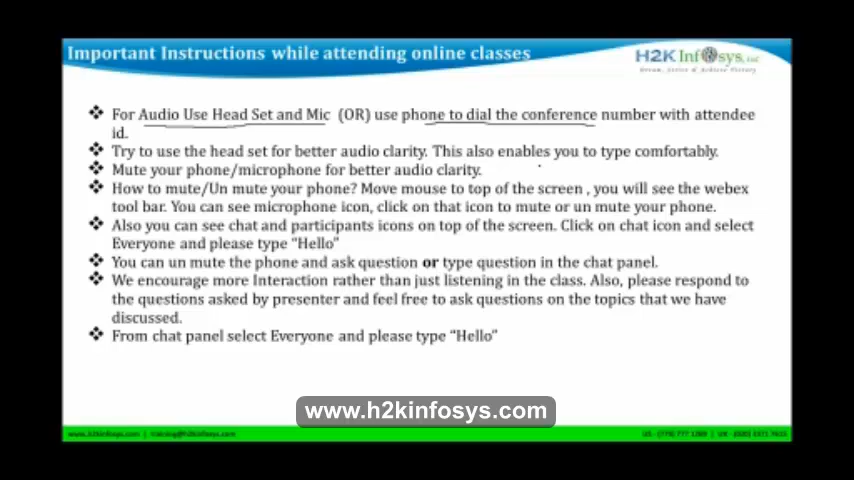 Important Instructions while attending online classes
H2K Infosys, LLC
For Audio Use Head Set and Mic (OR) use phone to dial the conference number with attendee
id.
Try to use the head set for better audio clarity. This also enables you to type comfortably.
Mute your phone/microphone for better audio clarity.
How to mute/Un mute your phone? Move mouse to top of the screen , you will see the webex
tool bar. You can see microphone icon, click on that icon to mute or un mute your phone.
Also you can see chat and participants icons on top of the screen. Click on chat icon and select
Everyone and please type “Hello”
You can un mute the phone and ask question or type question in the chat panel.
We encourage more Interaction rather than just listening in the class. Also, please respond to
the questions asked by presenter and feel free to ask questions on the topics that we have
discussed.
From chat panel select Everyone and please type “Hello”
www.h2kinfosys.com
www.h2kinfosys.com | training@h2kinfosys.com